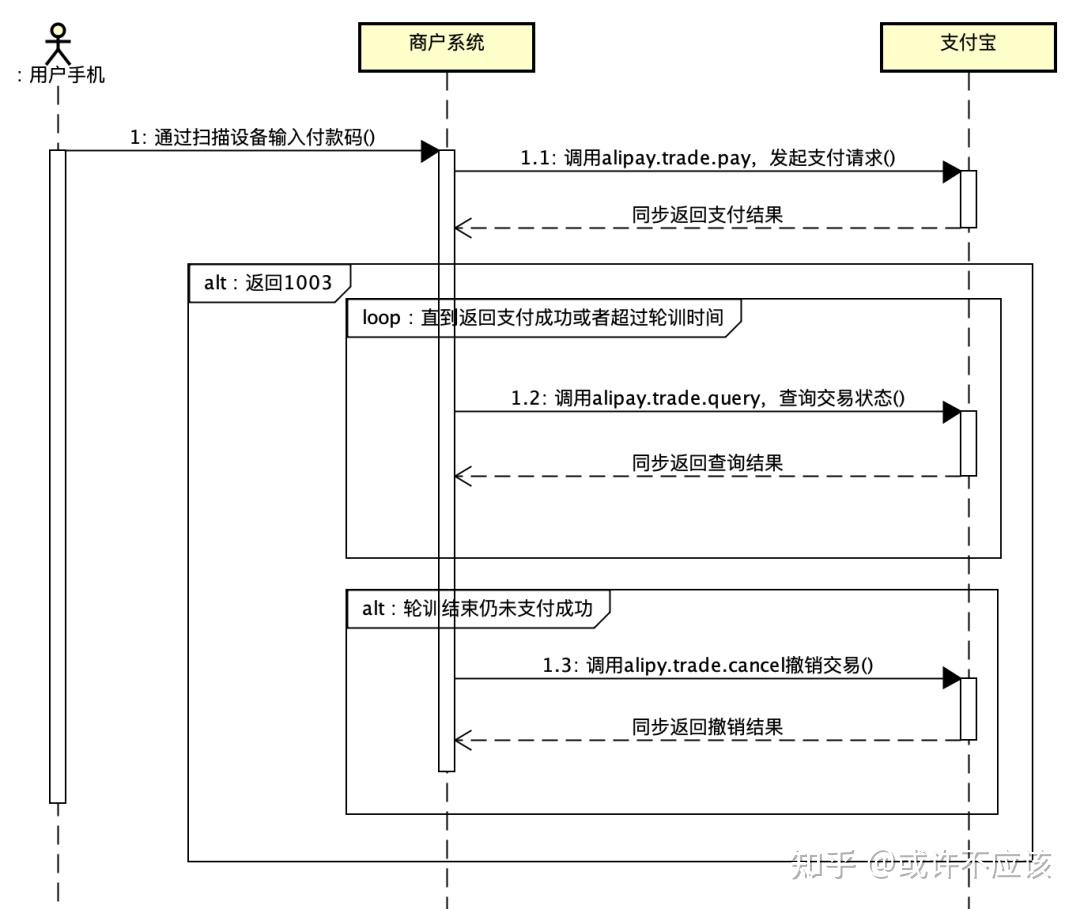 : 用户手机
商户系统
支付宝
1: 通过扫描设备输入付款码()
1.1: 调用alipay.trade.pay，发起支付请求()
同步返回支付结果
alt : 返回1003
loop : 直到返回支付成功或者超过轮训时间
1.2: 调用alipay.trade.query，查询交易状态()
同步返回查询结果
alt : 轮训结束仍未支付成功
1.3: 调用alipy.trade.cancel撤销交易()
同步返回撤销结果
知乎 @或许不应该